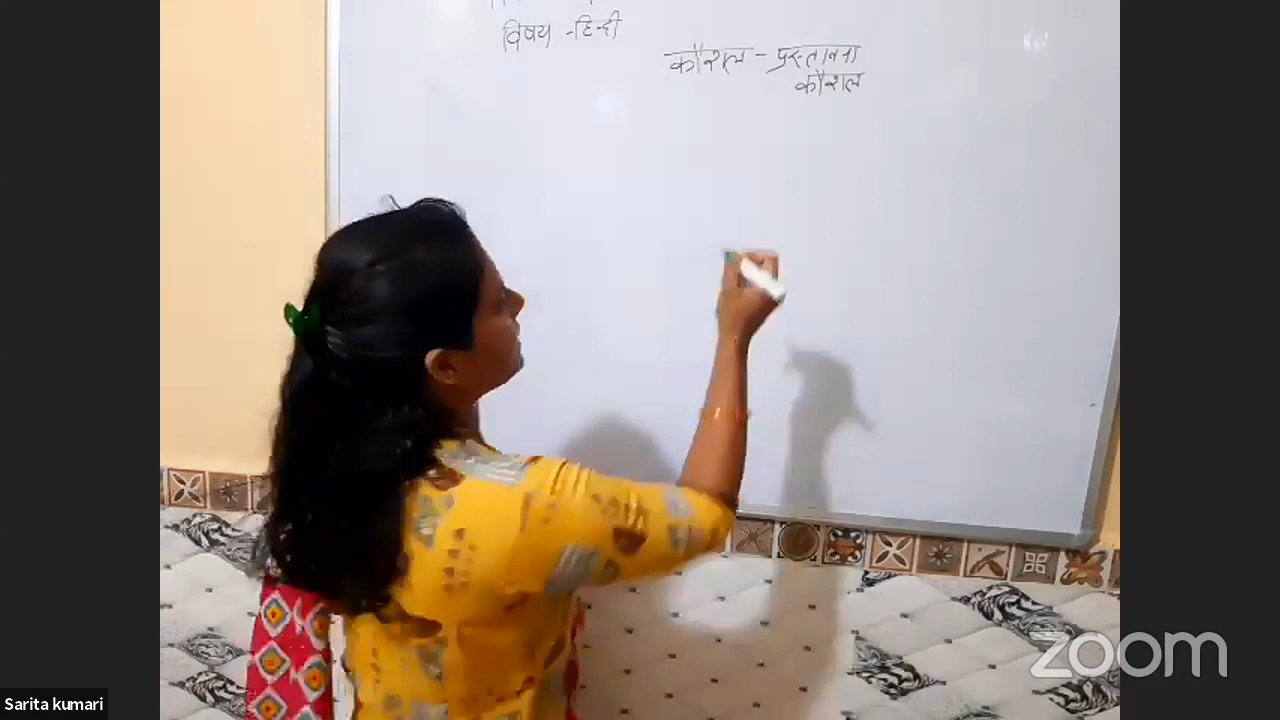 विषय - हिन्दी
कौशल - प्रस्तावना
कौशल
zoom
Sarita kumari